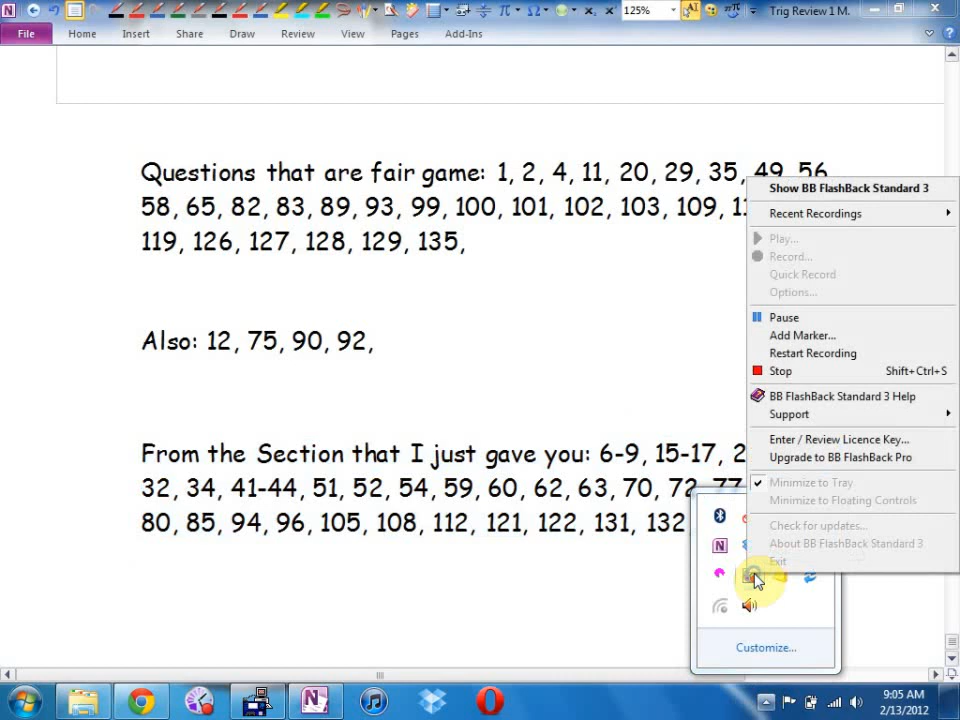 125%
Trig Review 1 M.
File Home Insert Share Draw Review View Pages Add-Ins
Questions that are fair game: 1, 2, 4, 11, 20, 29, 35, 49, 56
58, 65, 82, 83, 89, 93, 99, 100, 101, 102, 103, 109, 11
119, 126, 127, 128, 129, 135,
Also: 12, 75, 90, 92,
From the Section that I just gave you: 6-9, 15-17, 2
32, 34, 41-44, 51, 52, 54, 59, 60, 62, 63, 70, 72, 77
80, 85, 94, 96, 105, 108, 112, 121, 122, 131, 132
Show BB FlashBack Standard 3
Recent Recordings
Play...
Record...
Quick Record
Options...
Pause
Add Marker...
Restart Recording
Stop Shift+Ctrl+S
BB FlashBack Standard 3 Help
Support
Enter / Review Licence Key...
Upgrade to BB FlashBack Pro
Minimize to Tray
Minimize to Floating Controls
Check for updates...
About BB FlashBack Standard 3
Exit
Customize...
9:05 AM
2/13/2012